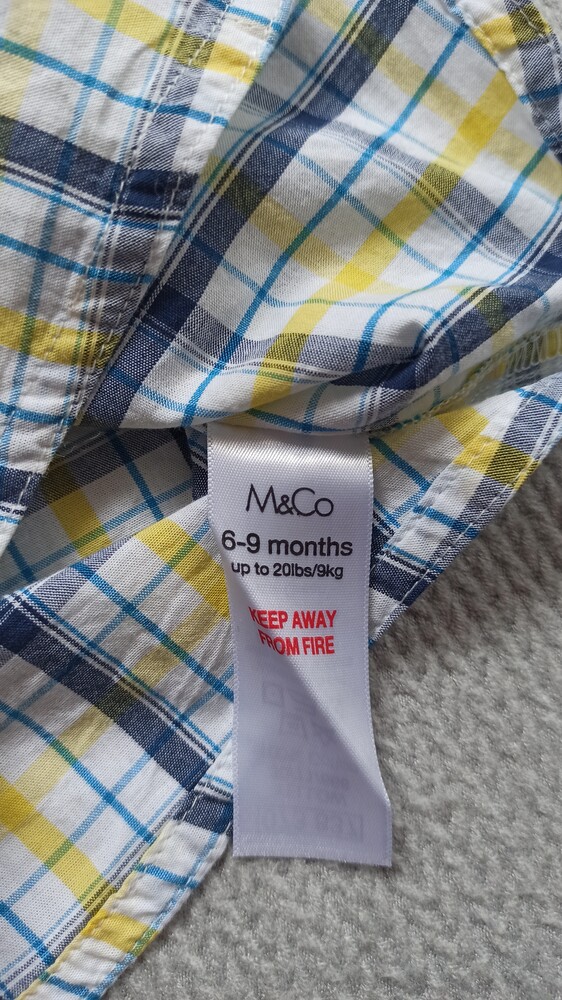 M&Co
6-9 months
up to 20lbs/9kg
KEEP AWAY
FROM FIRE